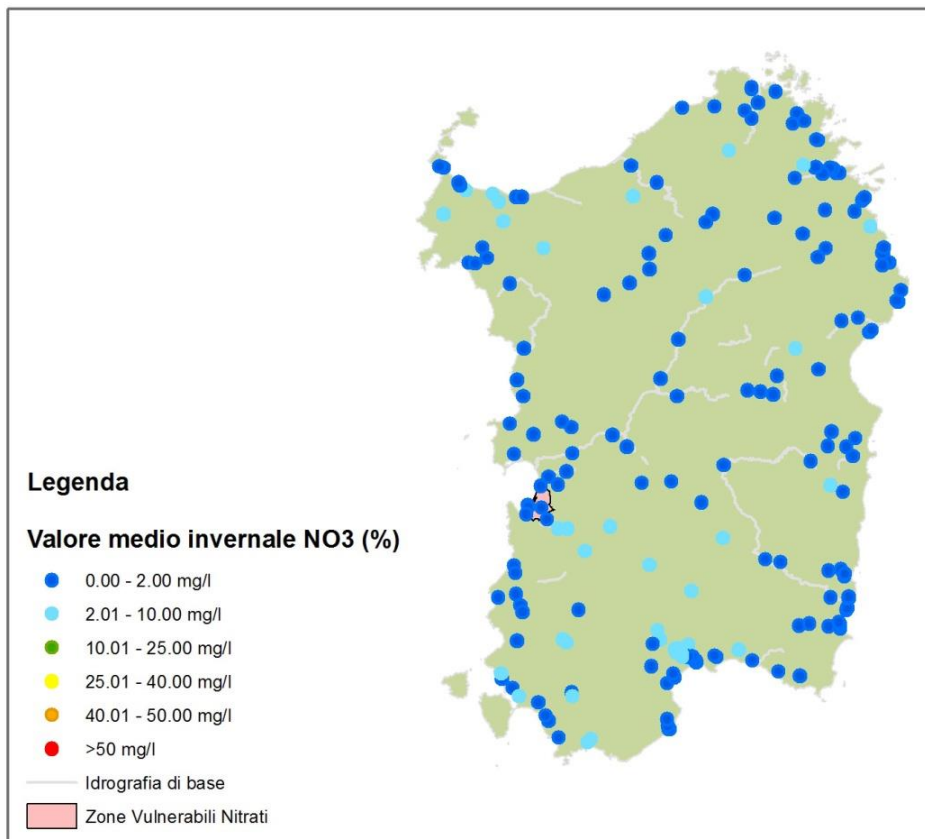 Legenda
Valore medio invernale NO3 (%)
0.00 - 2.00 mg/l
2.01 - 10.00 mg/l
10.01 - 25.00 mg/l
25.01 - 40.00 mg/l
40.01 - 50.00 mg/l
>50 mg/l
Idrografia di base
Zone Vulnerabili Nitrati